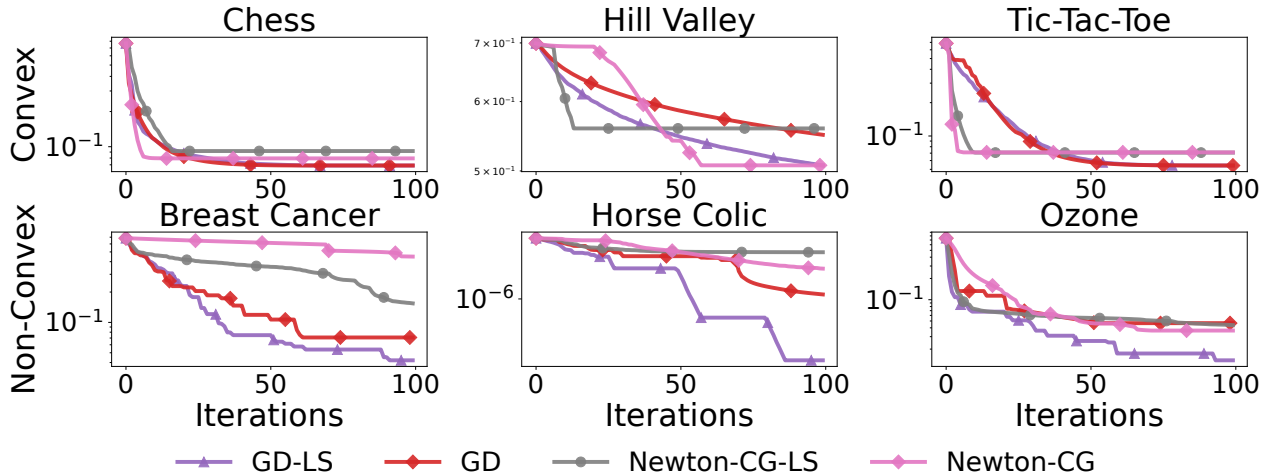 Chess
Hill Valley
Tic-Tac-Toe
Convex
10⁻¹
7 × 10⁻¹
6 × 10⁻¹
5 × 10⁻¹
10⁻¹
0 50 100
0 50 100
0 50 100
Breast Cancer
Horse Colic
Ozone
Non-Convex
10⁻¹
10⁻⁶
10⁻¹
0 50 100
0 50 100
0 50 100
Iterations
Iterations
Iterations
GD-LS GD Newton-CG-LS Newton-CG